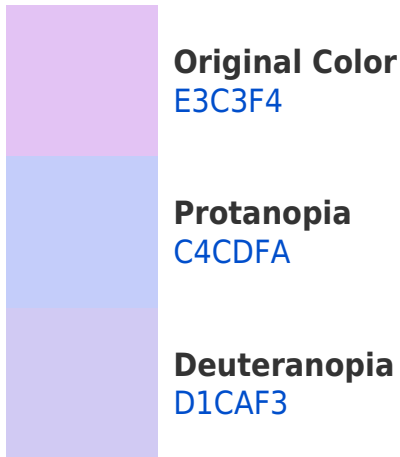 Original Color
E3C3F4
Protanopia
C4CDFA
Deuteranopia
D1CAF3